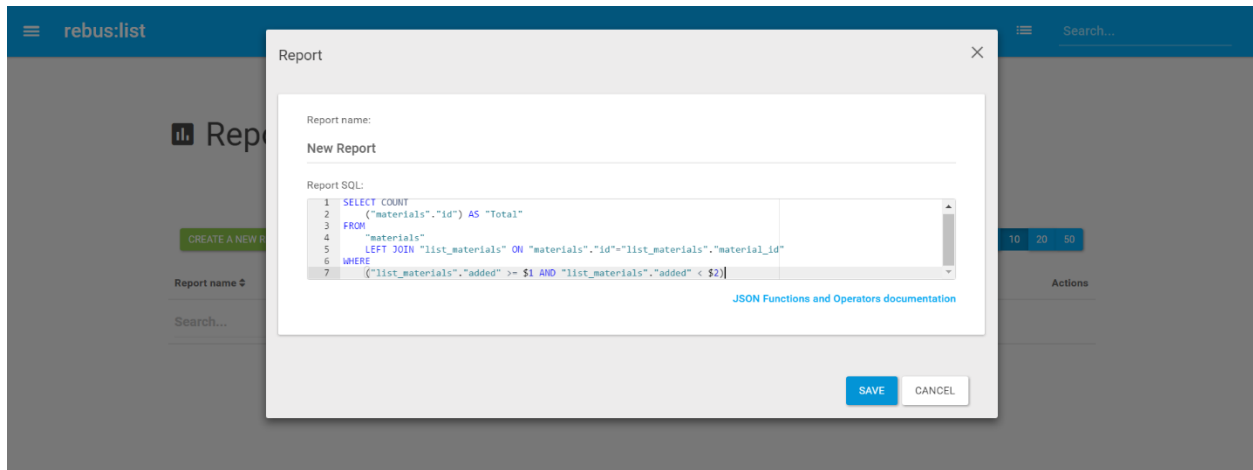 rebus:list
Search...
Report
Repo
Report name:
New Report
Report SQL:
1 SELECT COUNT
2 ("materials"."id") AS "Total"
3 FROM
4 "materials"
5 LEFT JOIN "list_materials" ON "materials"."id"="list_materials"."material_id"
6 WHERE
7 ("list_materials"."added" >= $1 AND "list_materials"."added" < $2)
JSON Functions and Operators documentation
CREATE A NEW R
10 20 50
Report name
Actions
Search...
SAVE
CANCEL